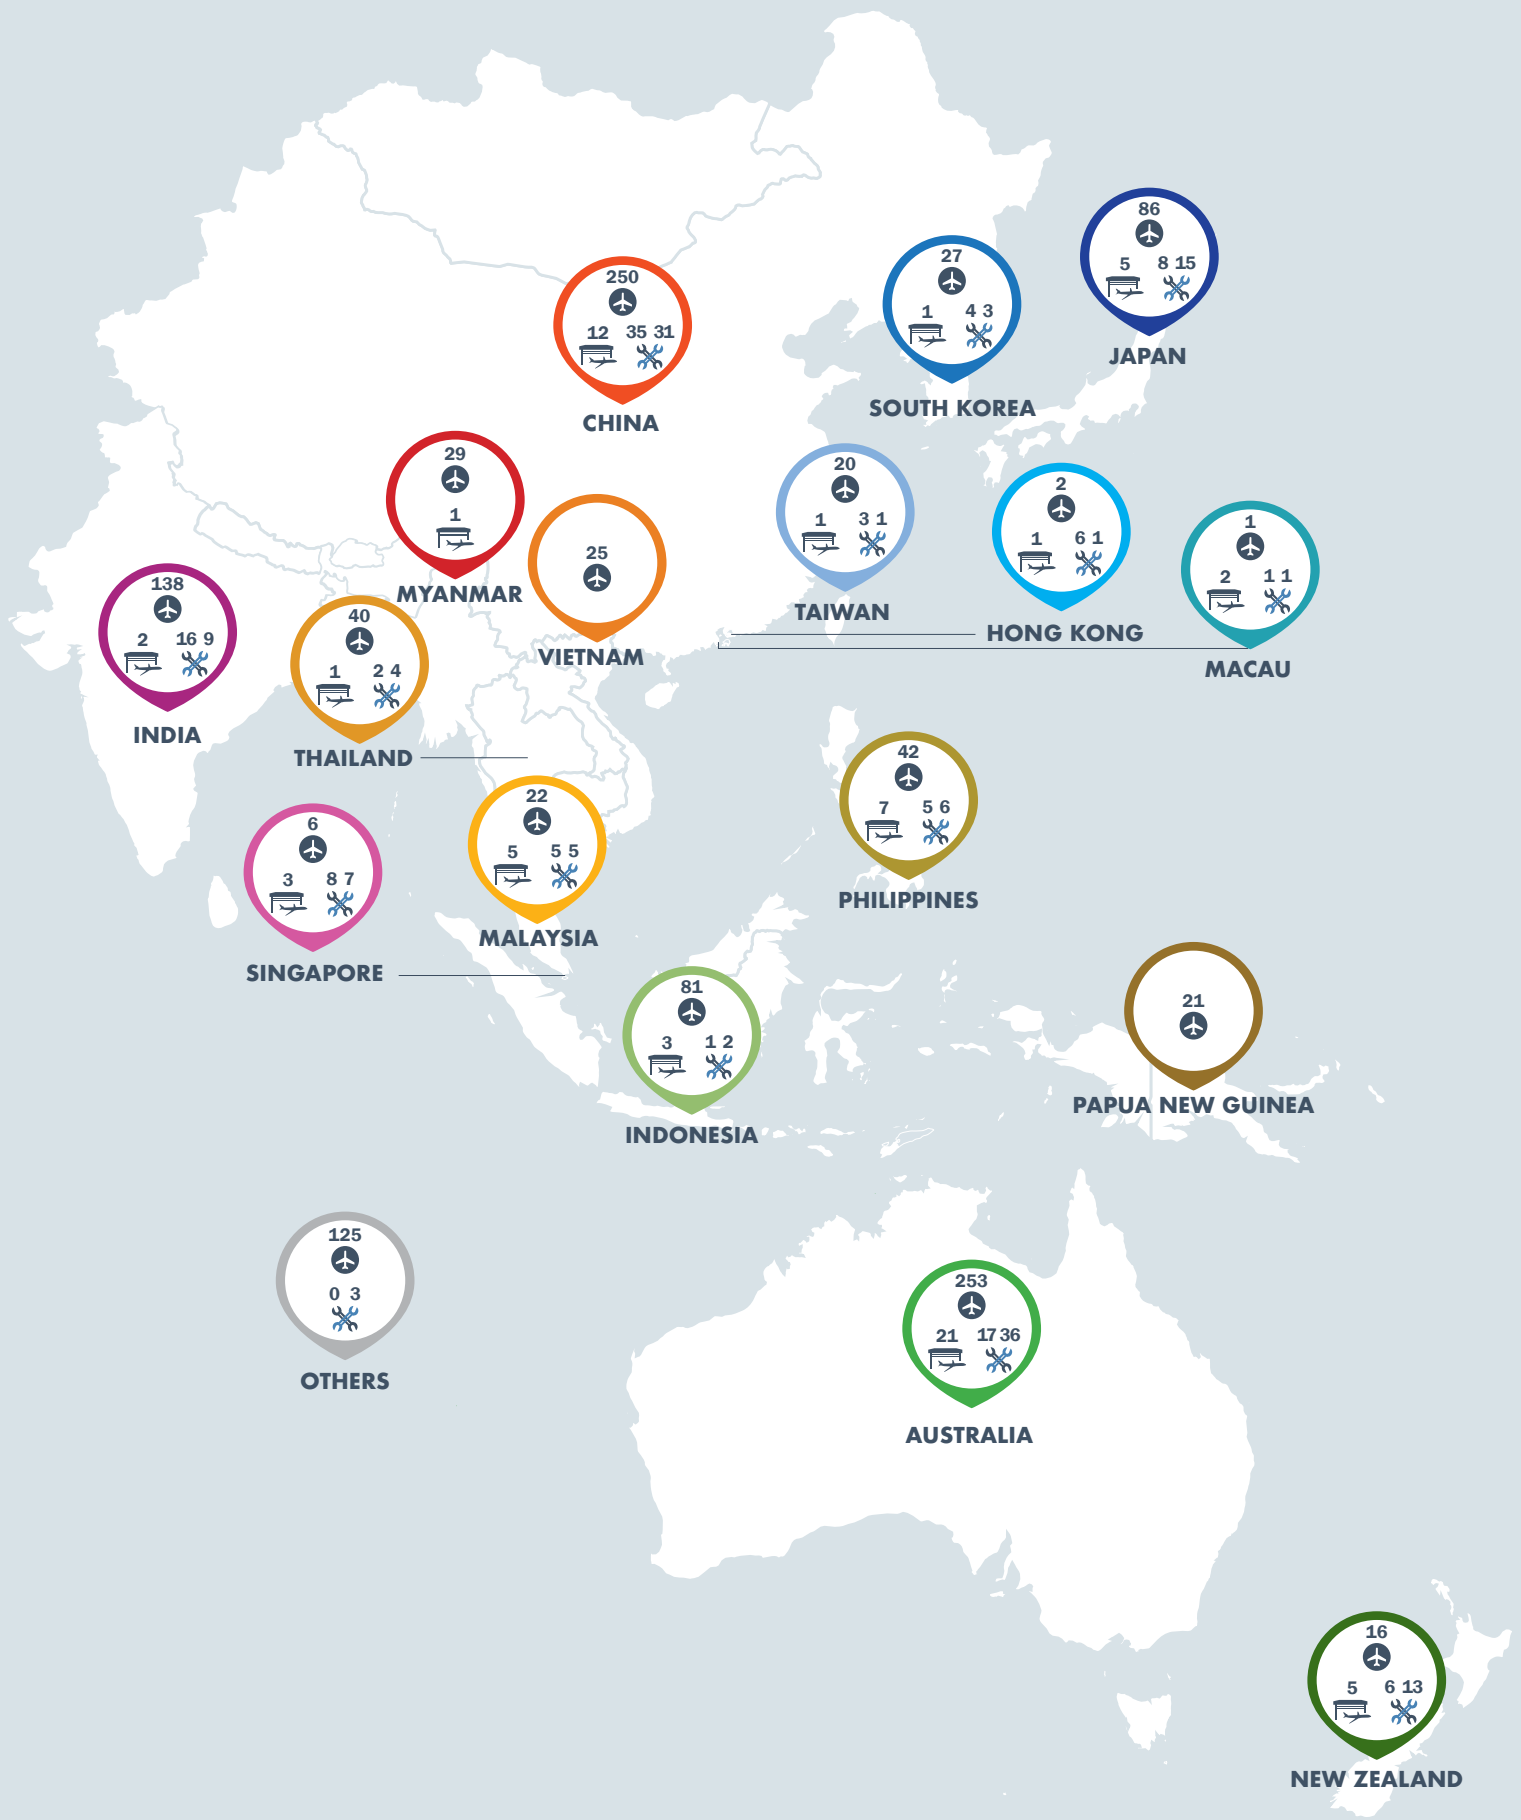 86
5
8 15
JAPAN
27
1
4 3
SOUTH KOREA
250
12
35 31
CHINA
29
1
MYANMAR
25
VIETNAM
20
1
3 1
TAIWAN
2
1
6 1
HONG KONG
1
2
1 1
MACAU
138
2
16 9
INDIA
40
1
2 4
THAILAND
42
7
5 6
PHILIPPINES
22
5
5 5
MALAYSIA
6
3
8 7
SINGAPORE
81
3
1 2
INDONESIA
21
PAPUA NEW GUINEA
125
0 3
OTHERS
253
21
17 36
AUSTRALIA
16
5
6 13
NEW ZEALAND